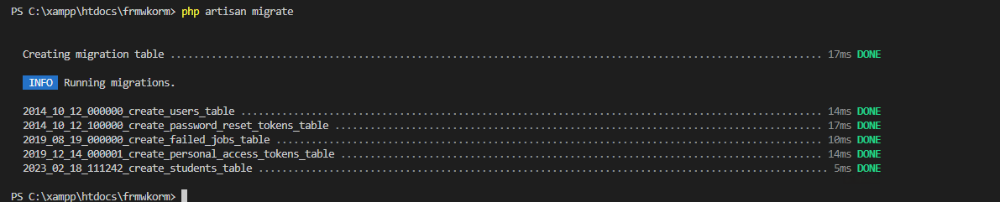 PS C:\xampp\htdocs\frmwkorm> php artisan migrate
Creating migration table ........................................................................................................ 17ms DONE
INFO Running migrations.
2014_10_12_000000_create_users_table ............................................................................................ 14ms DONE
2014_10_12_100000_create_password_reset_tokens_table ............................................................................ 17ms DONE
2019_08_19_000000_create_failed_jobs_table ...................................................................................... 10ms DONE
2019_12_14_000001_create_personal_access_tokens_table ........................................................................... 14ms DONE
2023_02_18_111242_create_students_table .......................................................................................... 5ms DONE
PS C:\xampp\htdocs\frmwkorm>